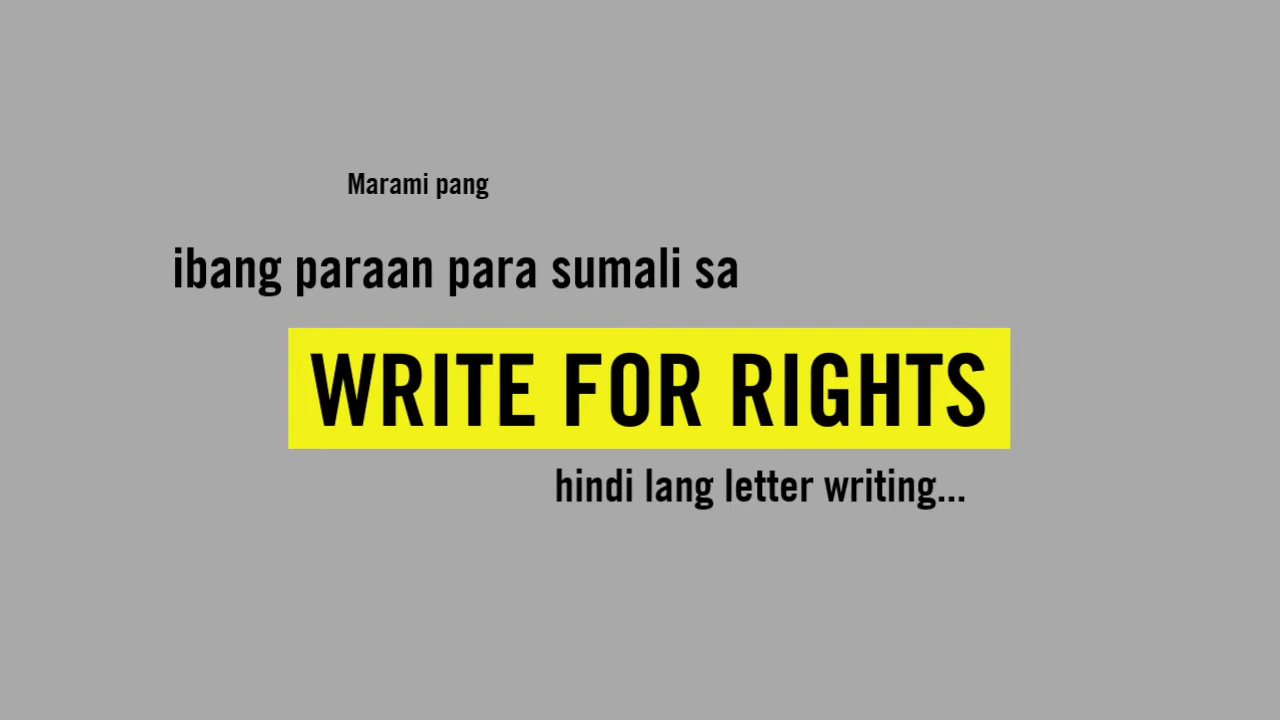 Marami pang
ibang paraan para sumali sa
WRITE FOR RIGHTS
hindi lang letter writing...